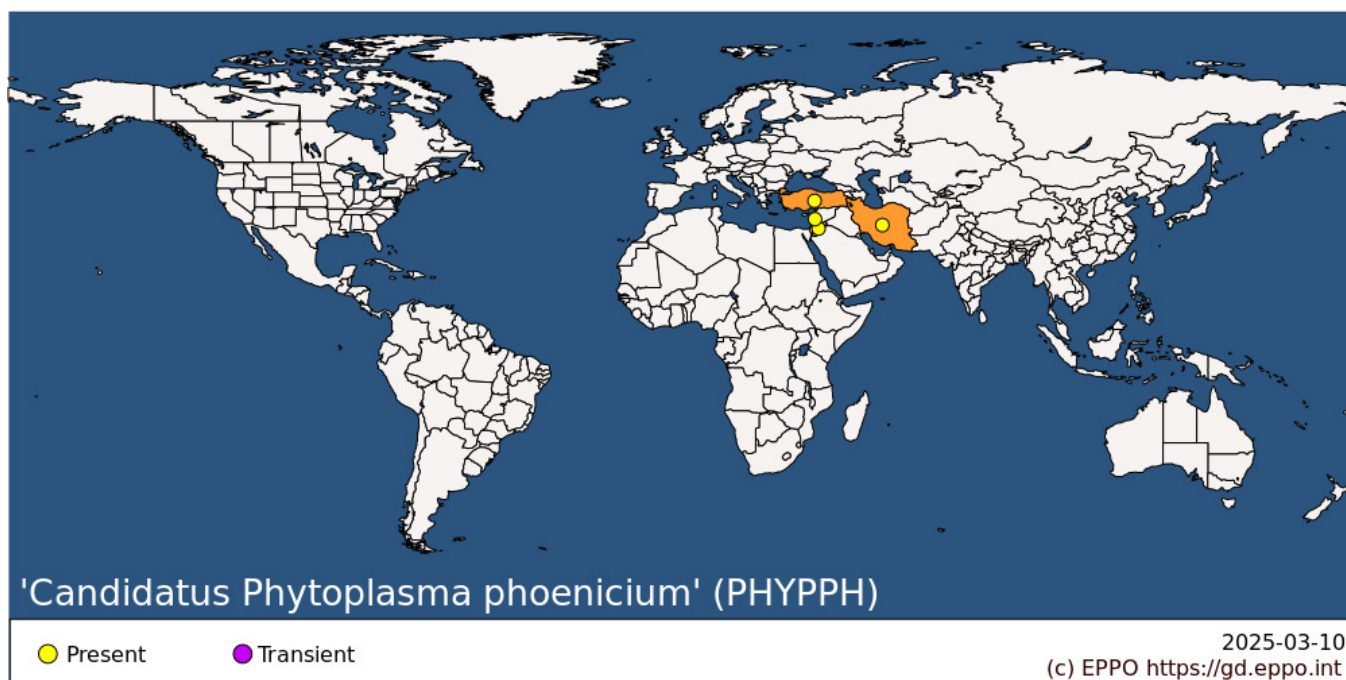 'Candidatus Phytoplasma phoenicium' (PHYPPH)
Present
Transient
2025-03-10
(c) EPPO https://gd.eppo.int